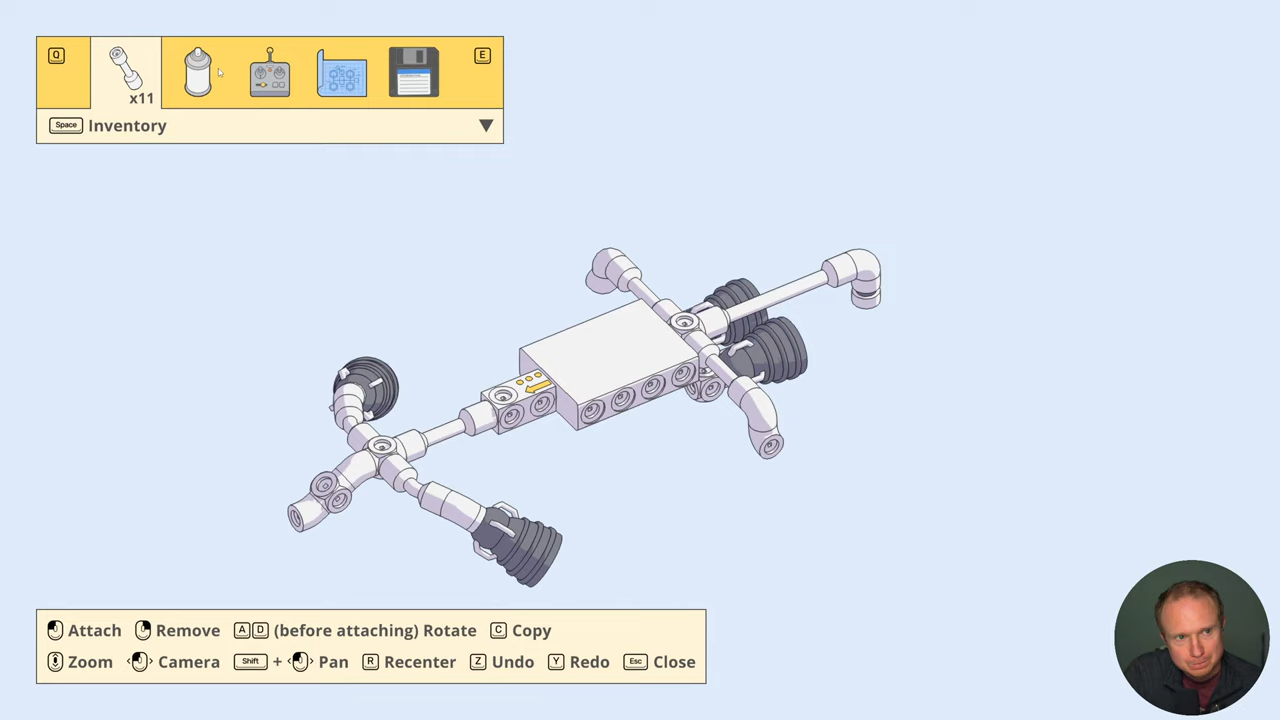 Q
E
x11
Space Inventory
Attach Remove A D (before attaching) Rotate C Copy
Zoom Camera Shift + Pan R Recenter Z Undo Y Redo Esc Close